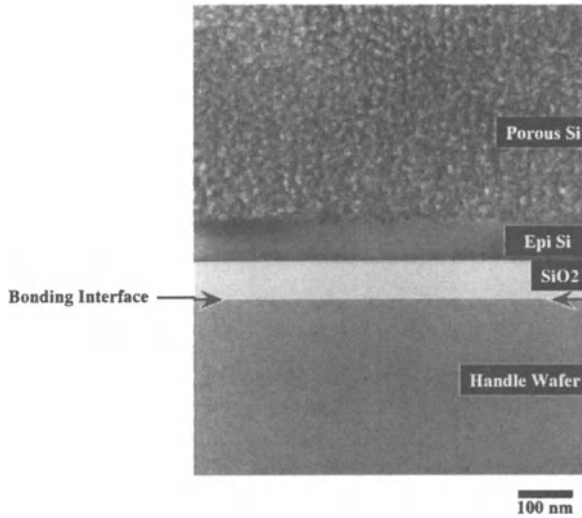 Porous Si
Epi Si
SiO2
Bonding Interface
Handle Wafer
100 nm